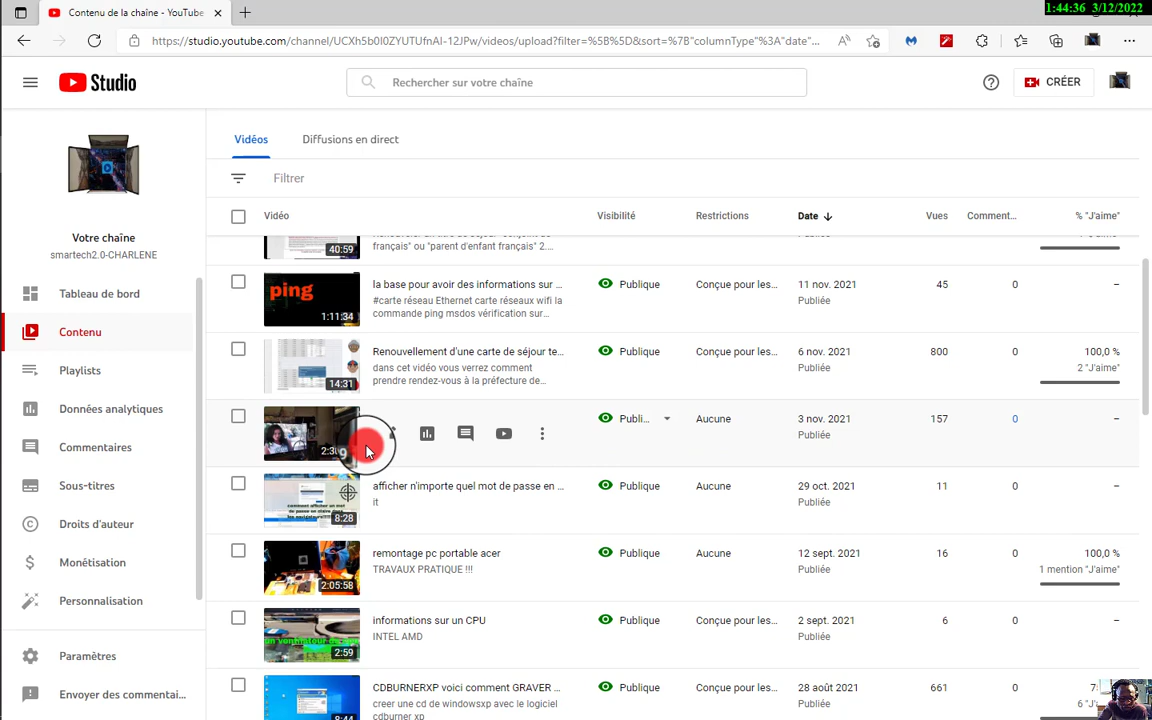 1:44:36 3/12/2022
Contenu de la chaîne - YouTube
https://studio.youtube.com/channel/UCXh5b0I0ZYUTUfnAI-12JPw/videos/upload?filter=%5B%5D&sort=%7B"columnType"%3A"date"...
Studio
Rechercher sur votre chaîne
CRÉER
Vidéos
Diffusions en direct
Filtrer
Vidéo
Visibilité
Restrictions
Date
Vues
Comment...
% "J'aime"
Votre chaîne
smartech2.0-CHARLENE
Tableau de bord
Contenu
Playlists
Données analytiques
Commentaires
Sous-titres
Droits d'auteur
Monétisation
Personnalisation
Paramètres
Envoyer des commentai...
40:59
français" ou "parent d'enfant français" 2....
Publiée
ping
1:11:34
la base pour avoir des informations sur ...
#carte réseau Ethernet carte réseaux wifi la
commande ping msdos vérification sur...
Publique
Conçue pour les...
11 nov. 2021
Publiée
45
0
–
14:31
Renouvellement d'une carte de séjour te...
dans cet vidéo vous verrez comment
prendre rendez-vous à la préfecture de...
Publique
Conçue pour les...
6 nov. 2021
Publiée
800
0
100,0 %
2 "J'aime"
Publi...
Aucune
3 nov. 2021
Publiée
157
0
–
8:28
afficher n'importe quel mot de passe en ...
it
Publique
Aucune
29 oct. 2021
Publiée
11
0
–
2:05:58
remontage pc portable acer
TRAVAUX PRATIQUE !!!
Publique
Aucune
12 sept. 2021
Publiée
16
0
100,0 %
1 mention "J'aime"
2:59
informations sur un CPU
INTEL AMD
Publique
Aucune
2 sept. 2021
Publiée
6
0
–
CDBURNERXP voici comment GRAVER ...
creer une cd de windowsxp avec le logiciel
cdburner xp
Publique
Conçue pour les...
28 août 2021
Publiée
661
0